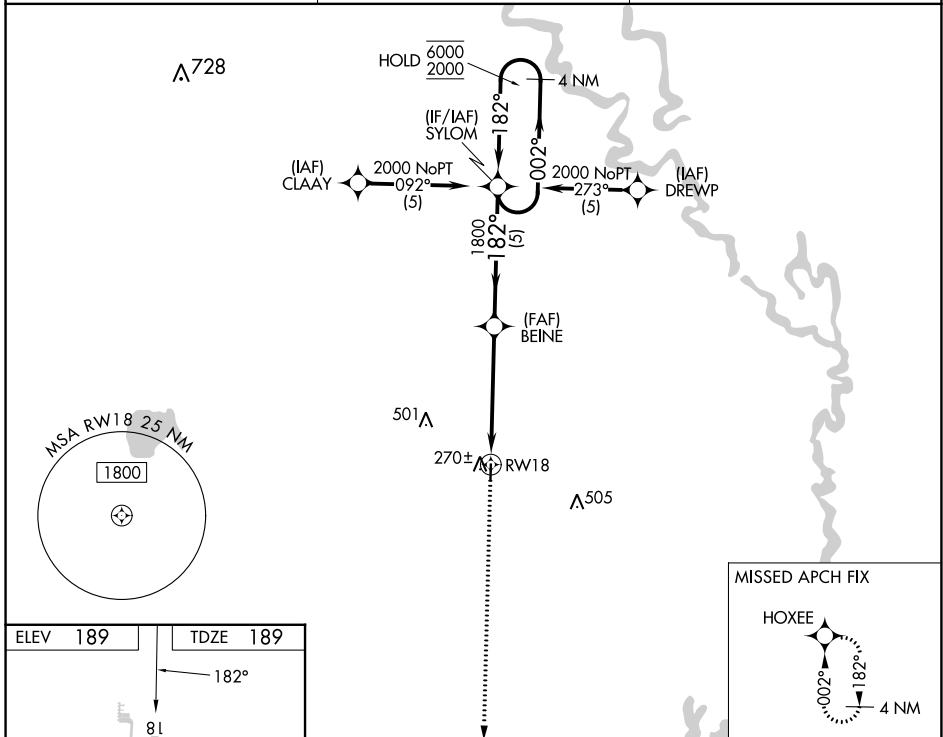 728
HOLD 6000
2000
4 NM
182°
002°
(IF/IAF)
SYLOM
(IAF)
CLAAY
2000 NoPT
092°
(5)
2000 NoPT
273°
(5)
(IAF)
DREWP
1800
182°
(5)
(FAF)
BEINE
501
270±
RW18
505
MSA RW18 25 NM
1800
MISSED APCH FIX
HOXEE
002°
182°
4 NM
ELEV 189
TDZE 189
182°
18